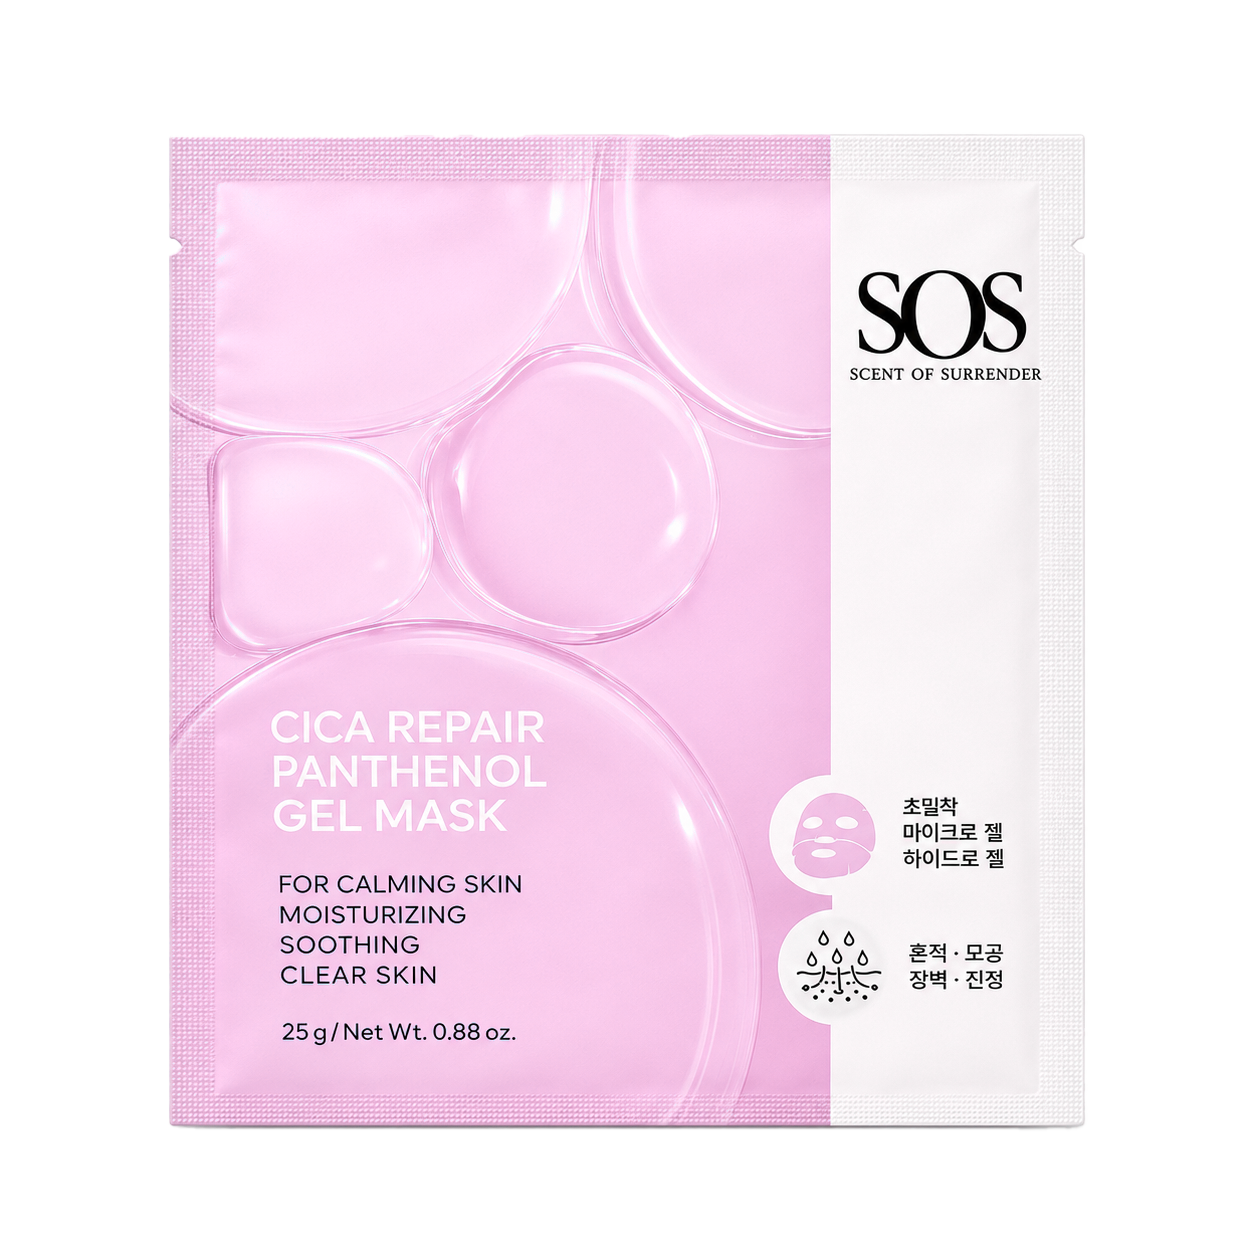 SOS
SCENT OF SURRENDER
CICA REPAIR
PANTHENOL
GEL MASK
FOR CALMING SKIN
MOISTURIZING
SOOTHING
CLEAR SKIN
25 g / Net Wt. 0.88 oz.
초밀착
마이크로 젤
하이드로 젤
흔적 · 모공
장벽 · 진정